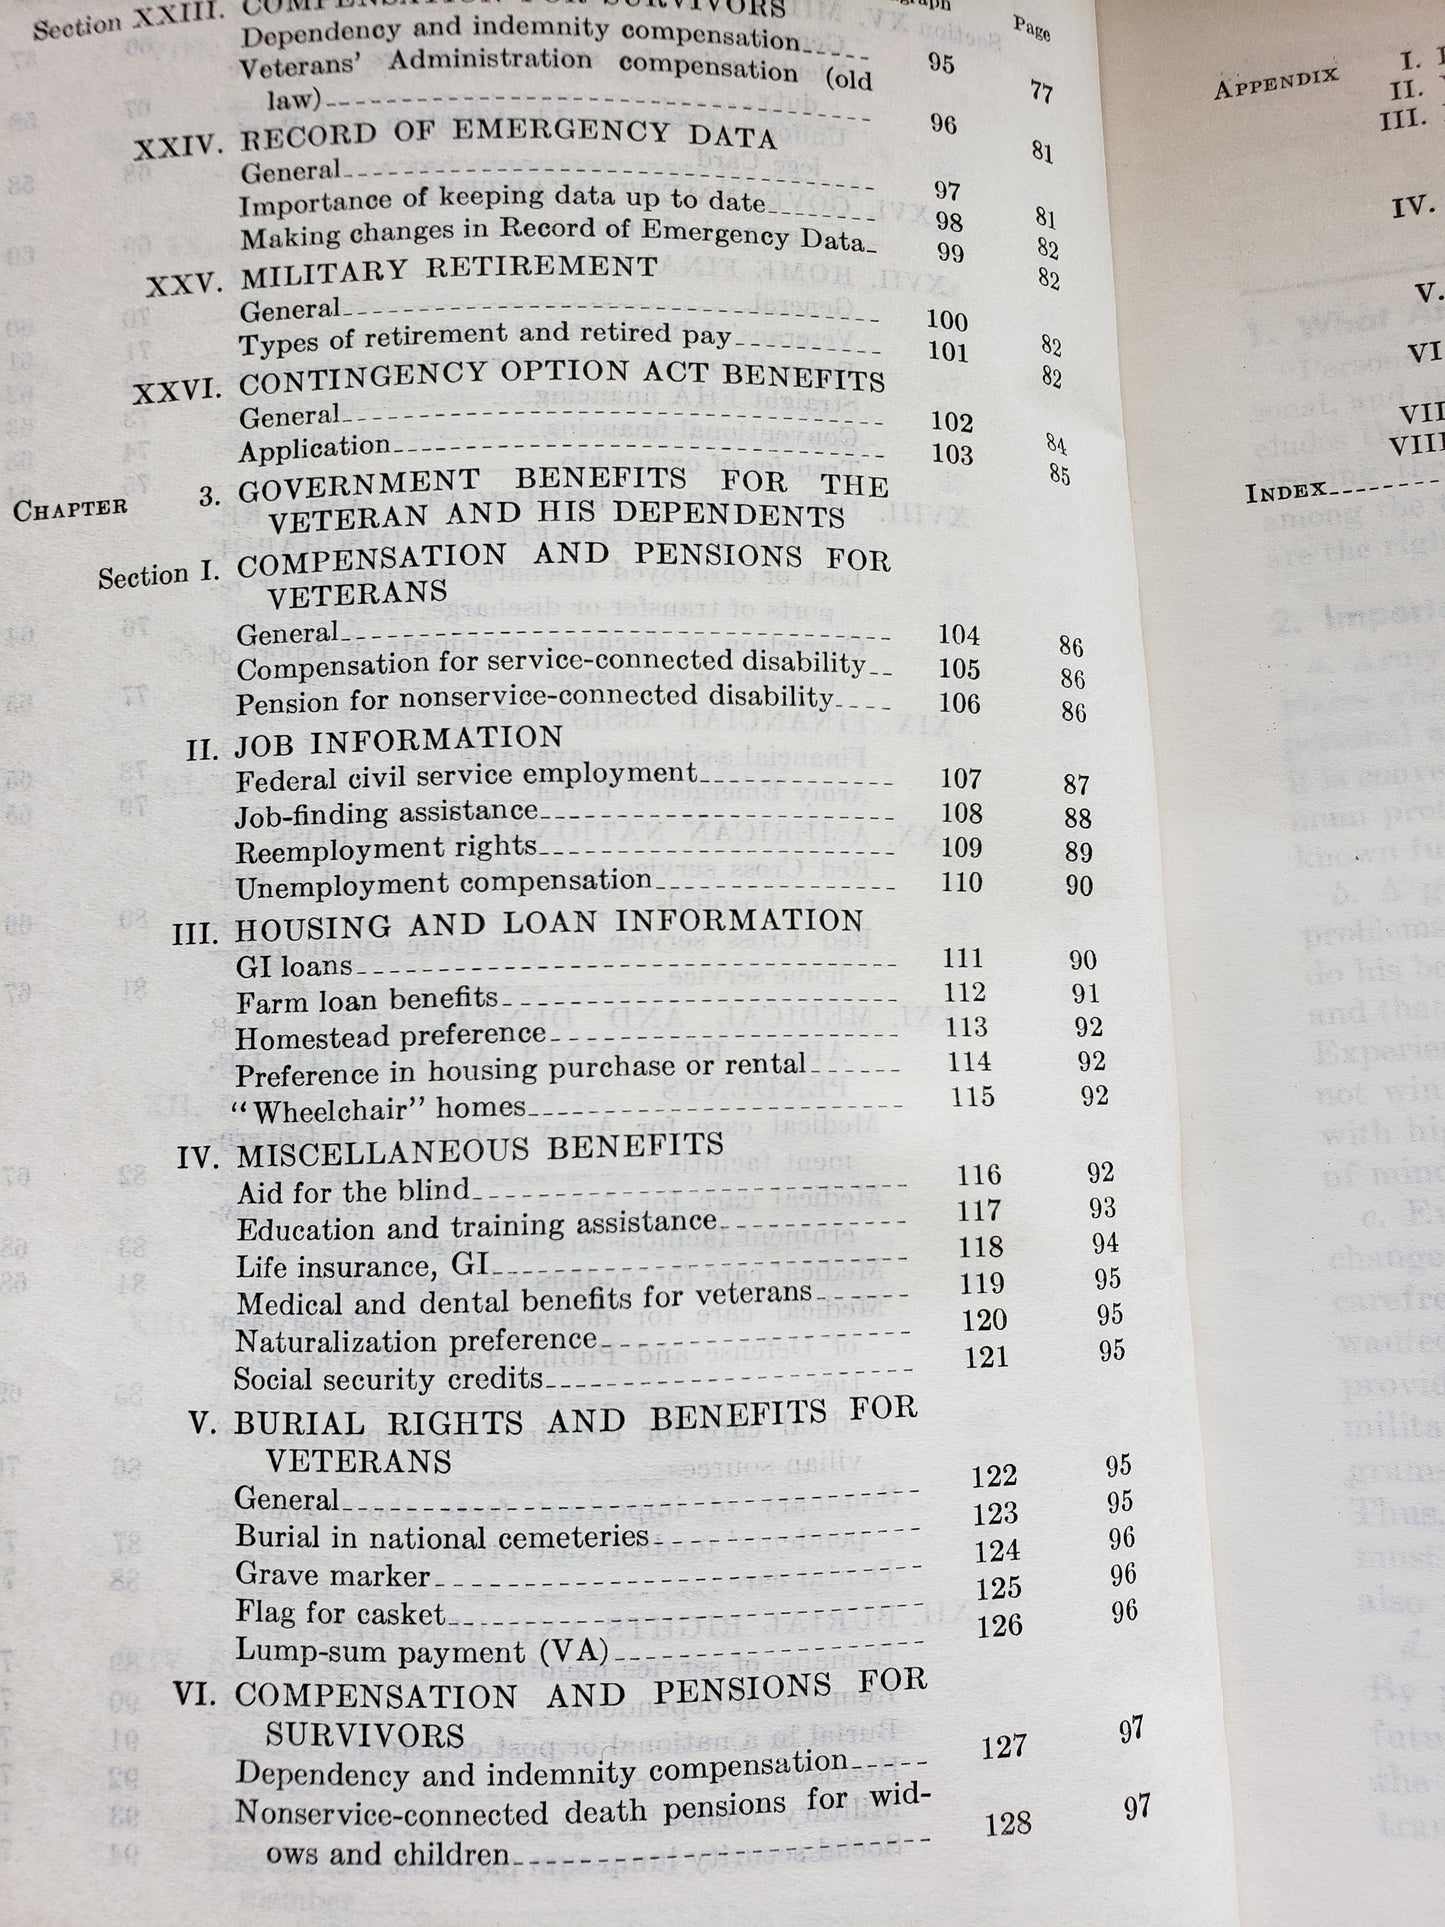 Section XXIII. COMPENSATION FOR SURVIVORS
Page
Dependency and indemnity compensation 95 77
Veterans' Administration compensation (old
law) 96 81
XXIV. RECORD OF EMERGENCY DATA
General 97 81
Importance of keeping data up to date 98 82
Making changes in Record of Emergency Data 99 82
XXV. MILITARY RETIREMENT
General 100 82
Types of retirement and retired pay 101 82
XXVI. CONTINGENCY OPTION ACT BENEFITS
General 102 84
Application 103 85
CHAPTER 3. GOVERNMENT BENEFITS FOR THE
VETERAN AND HIS DEPENDENTS
Section I. COMPENSATION AND PENSIONS FOR
VETERANS
General 104 86
Compensation for service-connected disability 105 86
Pension for nonservice-connected disability 106 86
II. JOB INFORMATION
Federal civil service employment 107 87
Job-finding assistance 108 88
Reemployment rights 109 89
Unemployment compensation 110 90
III. HOUSING AND LOAN INFORMATION
GI loans 111 90
Farm loan benefits 112 91
Homestead preference 113 92
Preference in housing purchase or rental 114 92
"Wheelchair" homes 115 92
IV. MISCELLANEOUS BENEFITS
Aid for the blind 116 92
Education and training assistance 117 93
Life insurance, GI 118 94
Medical and dental benefits for veterans 119 95
Naturalization preference 120 95
Social security credits 121 95
V. BURIAL RIGHTS AND BENEFITS FOR
VETERANS
General 122 95
Burial in national cemeteries 123 95
Grave marker 124 96
Flag for casket 125 96
Lump-sum payment (VA) 126 96
VI. COMPENSATION AND PENSIONS FOR
SURVIVORS
Dependency and indemnity compensation 127 97
Nonservice-connected death pensions for wid-
ows and children 128 97
APPENDIX I.
II.
III.
IV.
V.
VI
VII
VIII
INDEX